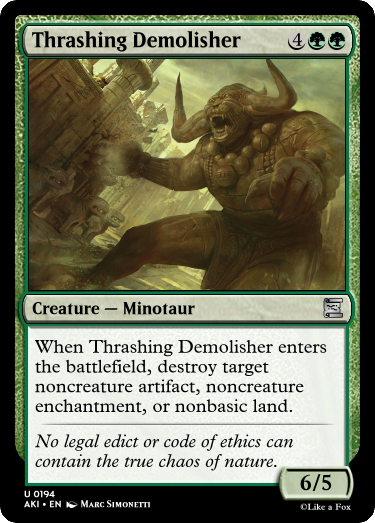 Thrashing Demolisher 4
Creature — Minotaur
When Thrashing Demolisher enters
the battlefield, destroy target
noncreature artifact, noncreature
enchantment, or nonbasic land.
No legal edict or code of ethics can
contain the true chaos of nature.
6/5
U 0194
AKI • EN Marc Simonetti
©Like a Fox